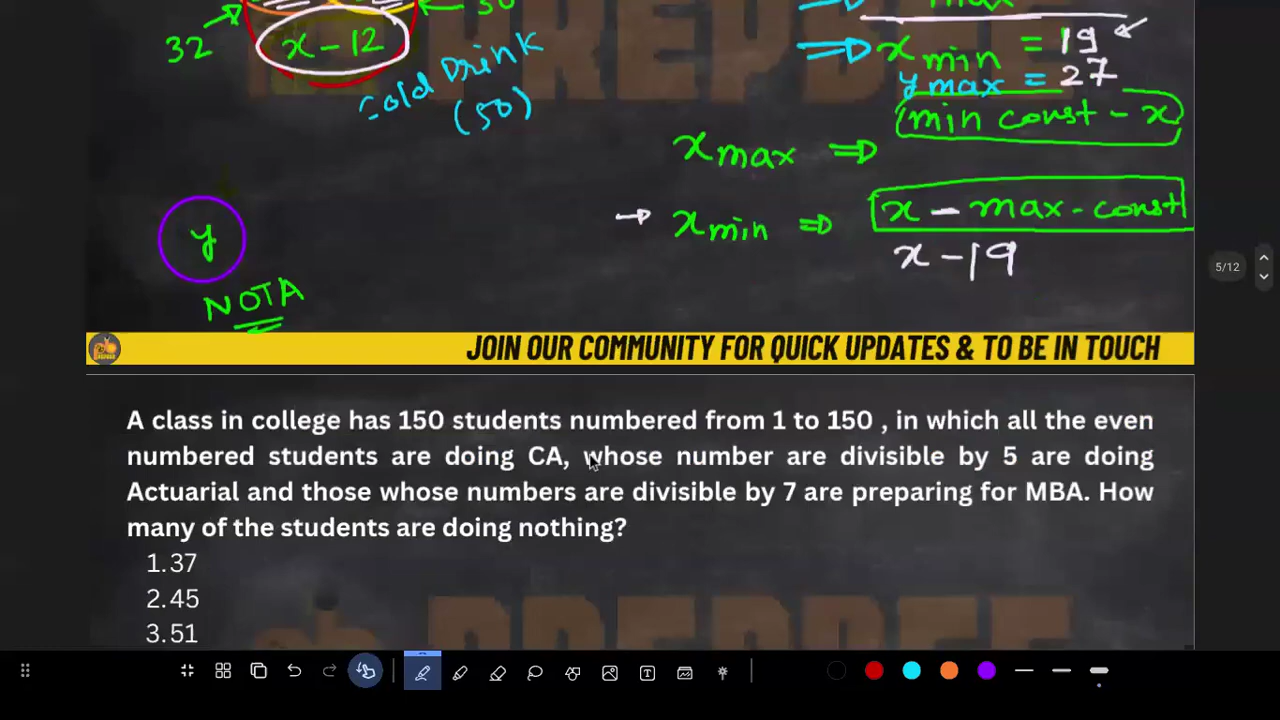 32
x - 12
Cold Drink
(50)
x min = 19
y max = 27
(min const - x)
x max ⇒
→ x min ⇒ x - max - const
x - 19
y
NOTA
5/12
JOIN OUR COMMUNITY FOR QUICK UPDATES & TO BE IN TOUCH
A class in college has 150 students numbered from 1 to 150 , in which all the even
numbered students are doing CA, whose number are divisible by 5 are doing
Actuarial and those whose numbers are divisible by 7 are preparing for MBA. How
many of the students are doing nothing?
1.37
2.45
3.51